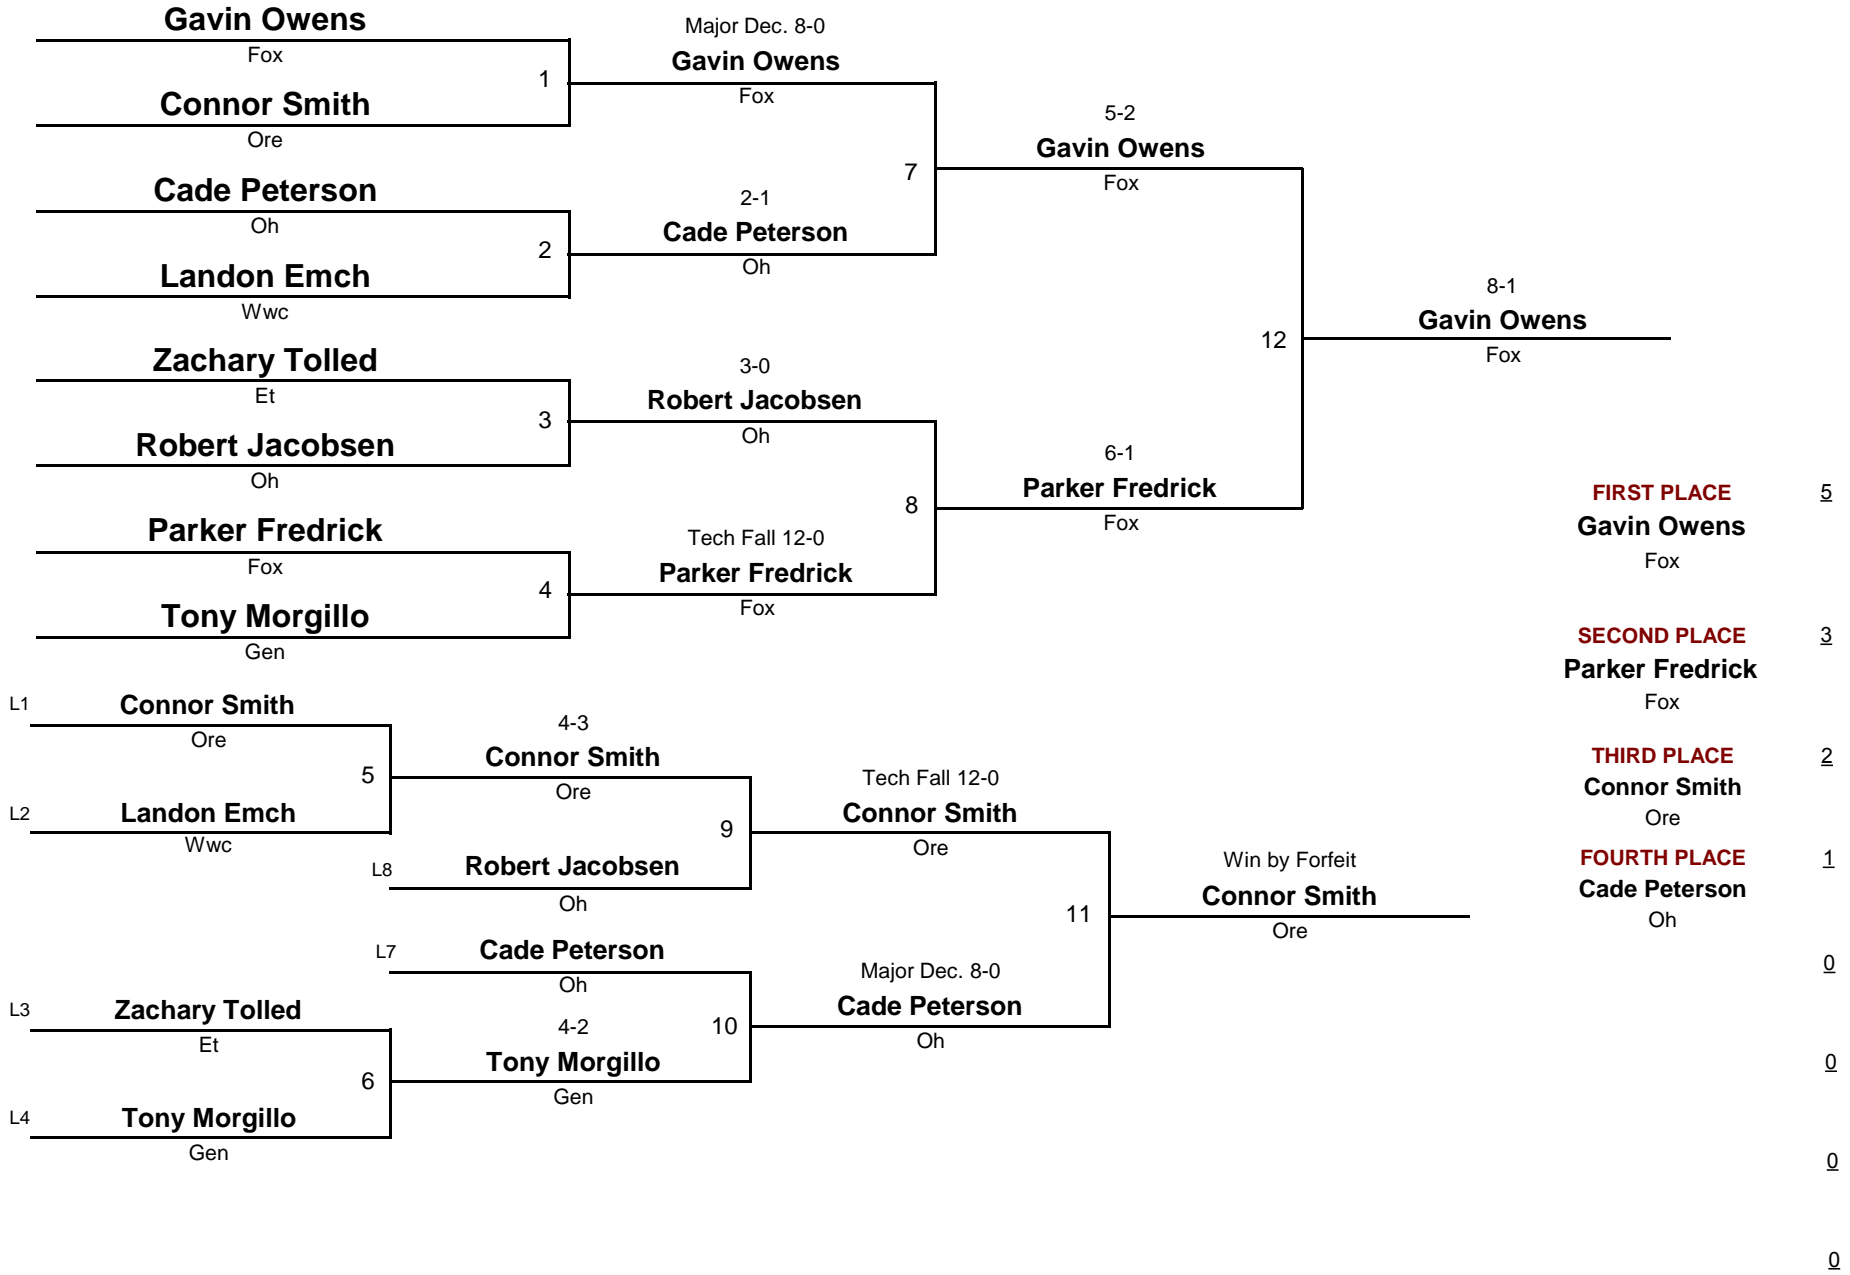 Gavin Owens
Fox
1
Connor Smith
Ore
Cade Peterson
Oh
2
Landon Emch
Wwc
Zachary Tolled
Et
3
Robert Jacobsen
Oh
Parker Fredrick
Fox
4
Tony Morgillo
Gen
Major Dec. 8-0
Gavin Owens
Fox
7
2-1
Cade Peterson
Oh
3-0
Robert Jacobsen
Oh
8
Tech Fall 12-0
Parker Fredrick
Fox
5-2
Gavin Owens
Fox
12
6-1
Parker Fredrick
Fox
8-1
Gavin Owens
Fox
L1
Connor Smith
Ore
5
L2
Landon Emch
Wwc
L3
Zachary Tolled
Et
6
L4
Tony Morgillo
Gen
4-3
Connor Smith
Ore
9
L8
Robert Jacobsen
Oh
L7
Cade Peterson
Oh
10
4-2
Tony Morgillo
Gen
Tech Fall 12-0
Connor Smith
Ore
11
Major Dec. 8-0
Cade Peterson
Oh
Win by Forfeit
Connor Smith
Ore
FIRST PLACE 5
Gavin Owens
Fox
SECOND PLACE 3
Parker Fredrick
Fox
THIRD PLACE 2
Connor Smith
Ore
FOURTH PLACE 1
Cade Peterson
Oh
0
0
0
0